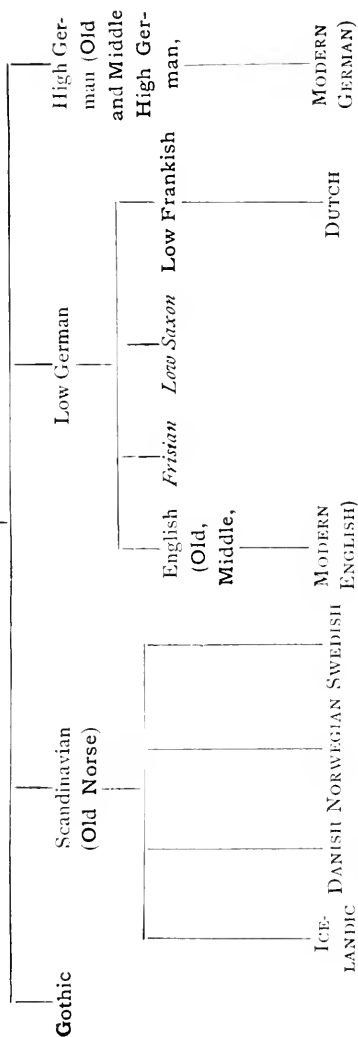 Gothic
Scandinavian
(Old Norse)
ICE-
LANDIC
DANISH NORWEGIAN SWEDISH
Low German
English
(Old,
Middle,
MODERN
ENGLISH)
Frisian
Low Saxon
Low Frankish
DUTCH
High Ger-
man (Old
and Middle
High Ger-
man,
MODERN
GERMAN)